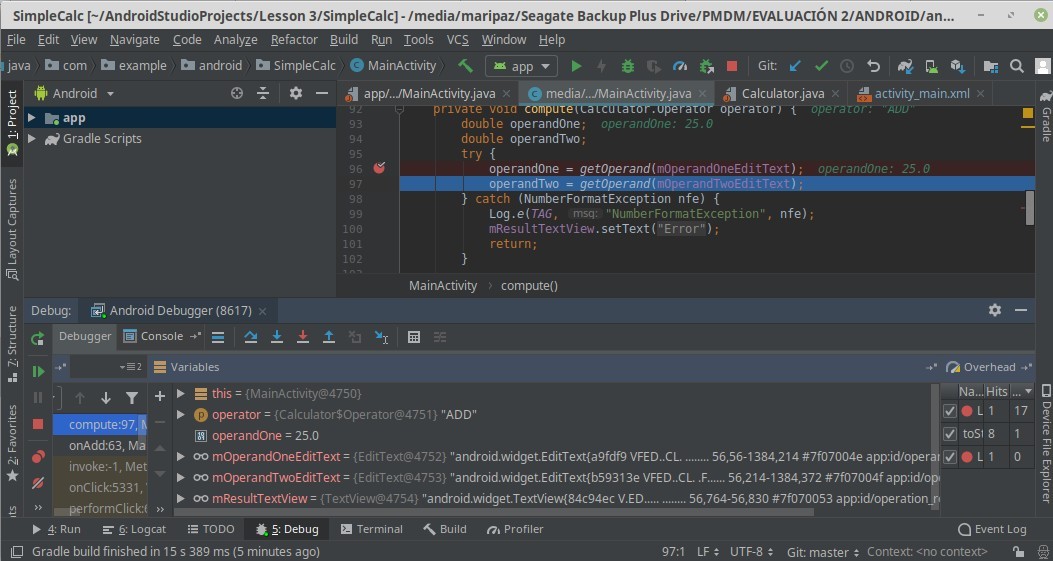 SimpleCalc [~/AndroidStudioProjects/Lesson 3/SimpleCalc] - /media/maripaz/Seagate Backup Plus Drive/PMDM/EVALUACIÓN 2/ANDROID/an...
File Edit View Navigate Code Analyze Refactor Build Run Tools VCS Window Help
java com example android SimpleCalc MainActivity app Git:
1: Project
Android
app/.../MainActivity.java media/.../MainActivity.java Calculator.java activity_main.xml
Gradle
app
Gradle Scripts
92 private void compute(Calculator.Operator operator) { operator: "ADD"
93 double operandOne; operandOne: 25.0
94 double operandTwo;
95 try {
96 operandOne = getOperand(mOperandOneEditText); operandOne: 25.0
97 operandTwo = getOperand(mOperandTwoEditText);
98 } catch (NumberFormatException nfe) {
99 Log.e(TAG, msg: "NumberFormatException", nfe);
100 mResultTextView.setText("Error");
101 return;
102 }
Layout Captures
MainActivity compute()
Debug: Android Debugger (8617)
7: Structure
Debugger Console
Variables
Overhead
this = {MainActivity@4750}
operator = {Calculator$Operator@4751} "ADD"
operandOne = 25.0
mOperandOneEditText = {EditText@4752} "android.widget.EditText{a9fdf9 VFED..CL. ........ 56,56-1384,214 #7f07004e app:id/opera
mOperandTwoEditText = {EditText@4753} "android.widget.EditText{b59313e VFED..CL. .F...... 56,214-1384,372 #7f07004f app:id/ope
mResultTextView = {TextView@4754} "android.widget.TextView{84c94ec V.ED..... ........ 56,764-56,830 #7f070053 app:id/operation_r
compute:97, M
onAdd:63, Ma
invoke:-1, Met
onClick:5331,
performClick:
Na... Hits ...
L 1 17
toSt 8 1
L 1 0
2: Favorites
Device File Explorer
4: Run 6: Logcat TODO 5: Debug Terminal Build Profiler Event Log
Gradle build finished in 15 s 389 ms (5 minutes ago) 97:1 LF UTF-8 Git: master Context: <no context>